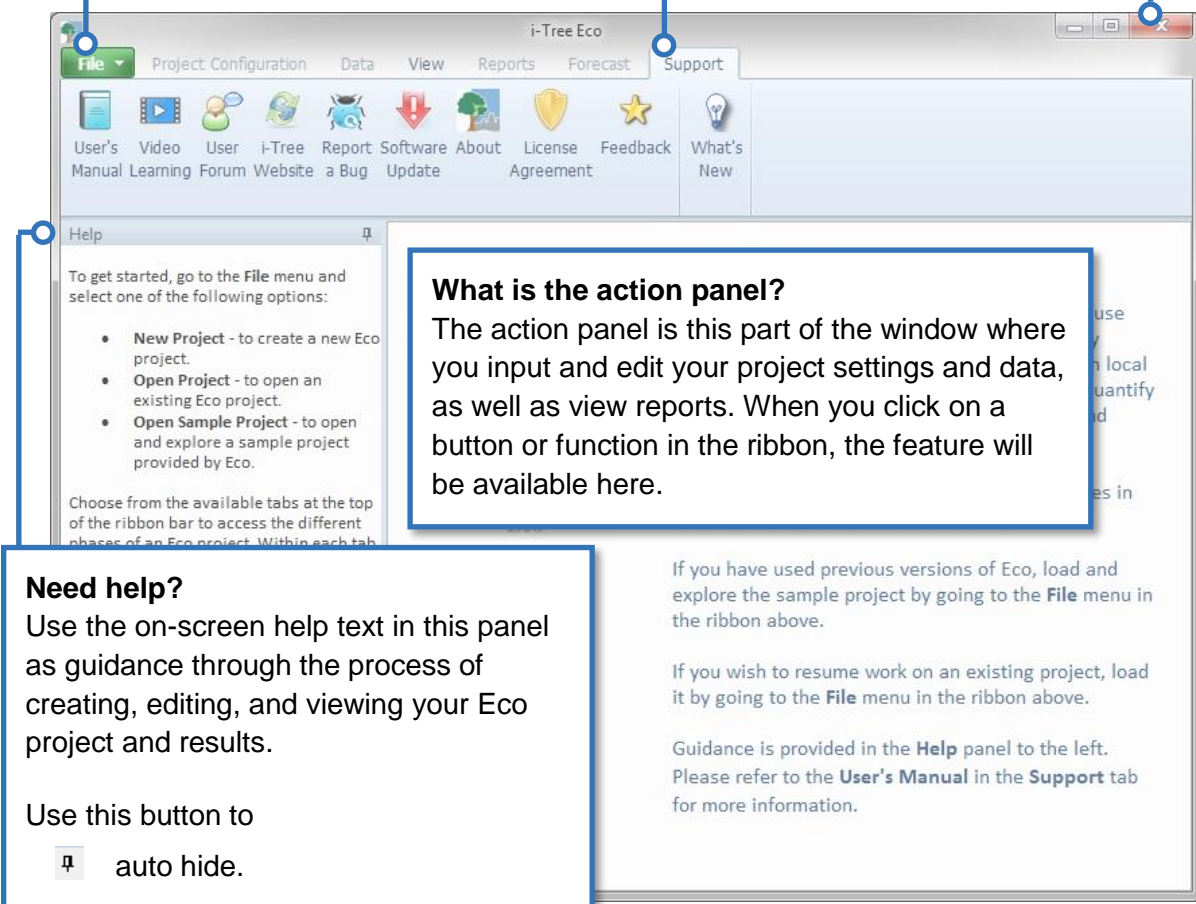 i-Tree Eco
File Project Configuration Data View Reports Forecast Support
User's Video User i-Tree Report Software About License Feedback What's
Manual Learning Forum Website a Bug Update Agreement New
Help
To get started, go to the File menu and
select one of the following options:
• New Project - to create a new Eco
project.
• Open Project - to open an
existing Eco project.
• Open Sample Project - to open
and explore a sample project
provided by Eco.
Choose from the available tabs at the top
of the ribbon bar to access the different
phases of an Eco project. Within each tab
What is the action panel?
The action panel is this part of the window where
you input and edit your project settings and data,
as well as view reports. When you click on a
button or function in the ribbon, the feature will
be available here.
use
local
es in
Need help?
Use the on-screen help text in this panel
as guidance through the process of
creating, editing, and viewing your Eco
project and results.
Use this button to
auto hide.
If you have used previous versions of Eco, load and
explore the sample project by going to the File menu in
the ribbon above.
If you wish to resume work on an existing project, load
it by going to the File menu in the ribbon above.
Guidance is provided in the Help panel to the left.
Please refer to the User's Manual in the Support tab
for more information.